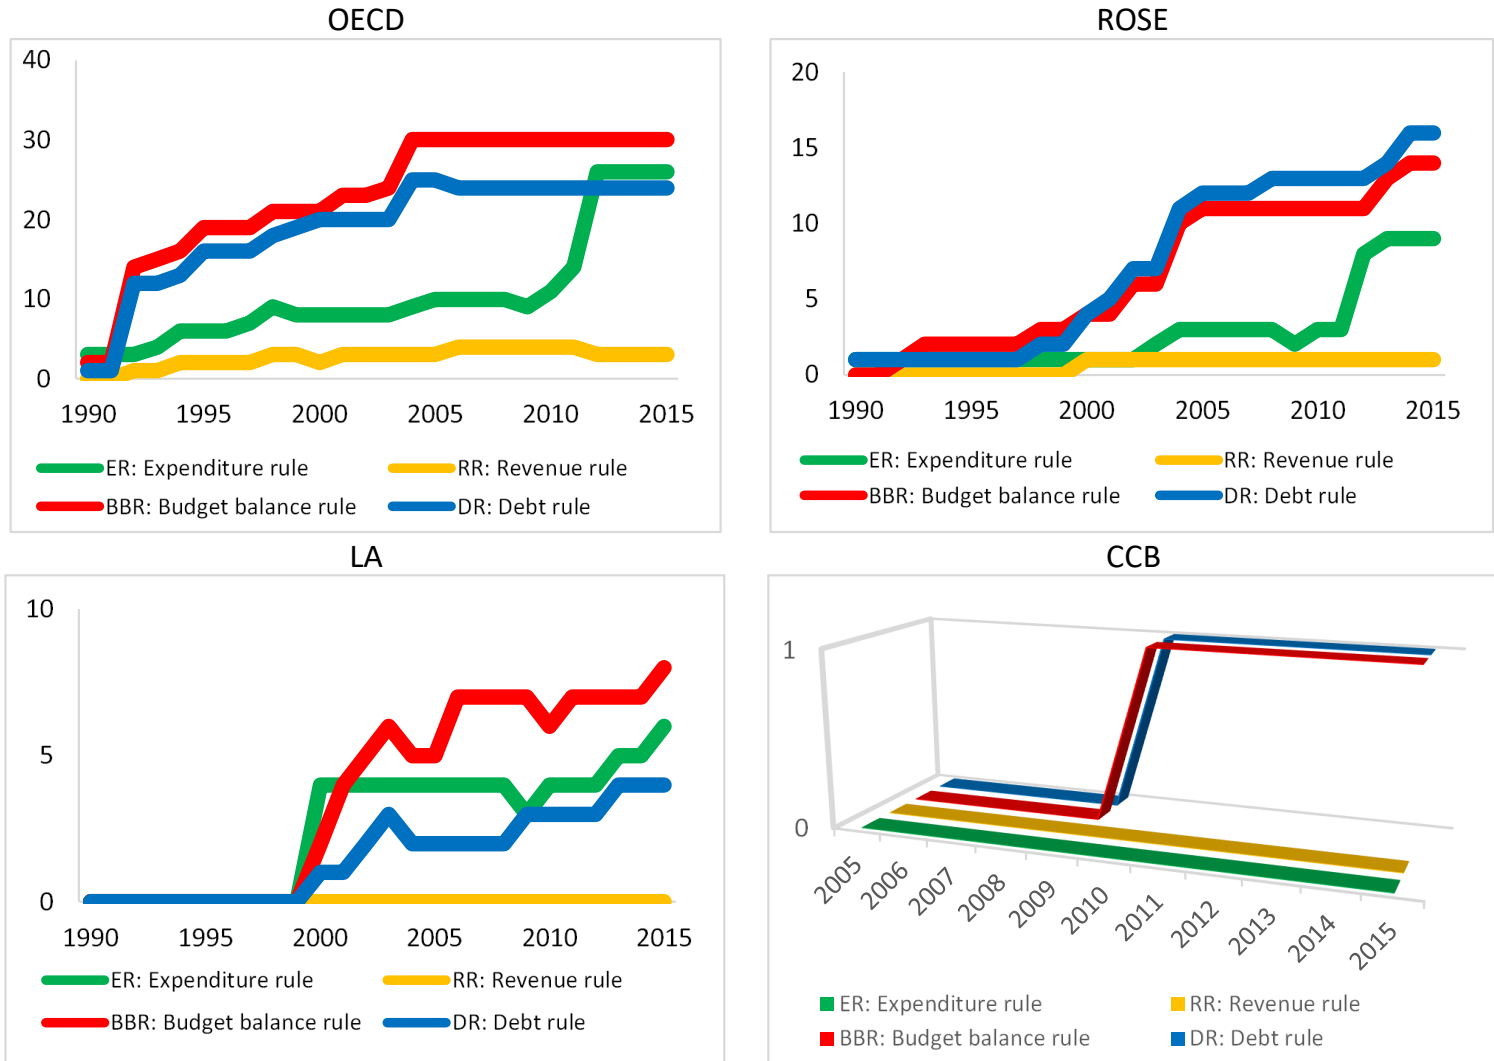 OECD
40
30
20
10
0
1990 1995 2000 2005 2010 2015
ER: Expenditure rule RR: Revenue rule
BBR: Budget balance rule DR: Debt rule
ROSE
20
15
10
5
0
1990 1995 2000 2005 2010 2015
ER: Expenditure rule RR: Revenue rule
BBR: Budget balance rule DR: Debt rule
LA
10
5
0
1990 1995 2000 2005 2010 2015
ER: Expenditure rule RR: Revenue rule
BBR: Budget balance rule DR: Debt rule
CCB
1
0
2005 2006 2007 2008 2009 2010 2011 2012 2013 2014 2015
ER: Expenditure rule RR: Revenue rule
BBR: Budget balance rule DR: Debt rule